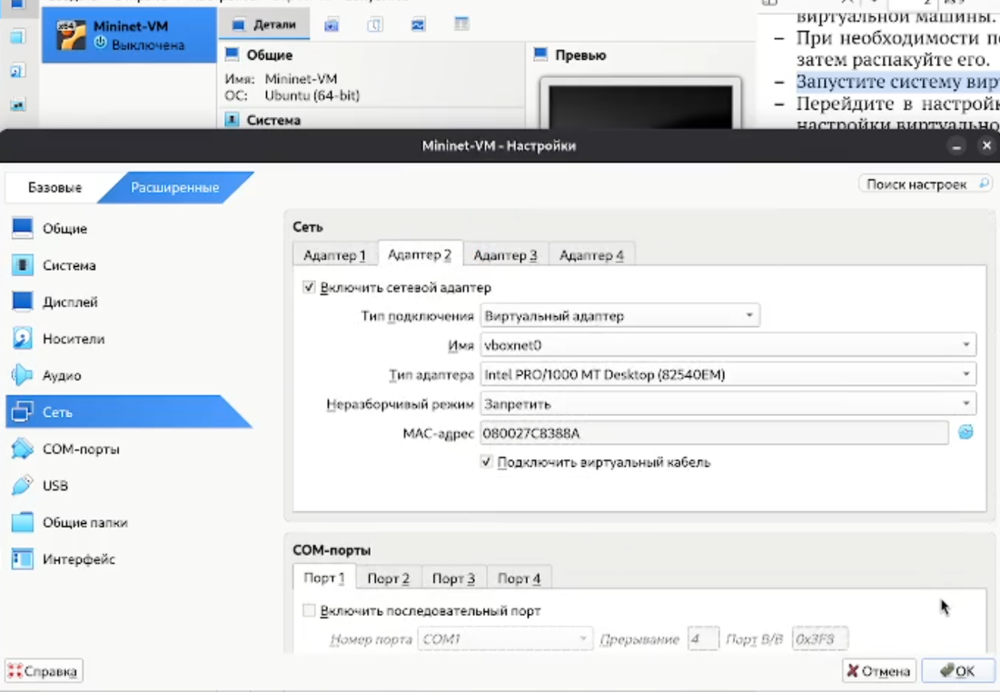 Mininet-VM
Выключена
Детали
Общие
Имя: Mininet-VM
ОС: Ubuntu (64-bit)
Система
Превью
виртуальной машины.
– При необходимости
затем распакуйте его.
– Запустите систему вирт
– Перейдите в настройк
настройки виртуально
Mininet-VM - Настройки
Базовые
Расширенные
Поиск настроек
Общие
Система
Дисплей
Носители
Аудио
Сеть
COM-порты
USB
Общие папки
Интерфейс
Сеть
Адаптер 1 Адаптер 2 Адаптер 3 Адаптер 4
Включить сетевой адаптер
Тип подключения Виртуальный адаптер
Имя vboxnet0
Тип адаптера Intel PRO/1000 MT Desktop (82540EM)
Неразборчивый режим Запретить
MAC-адрес 080027C8388A
Подключить виртуальный кабель
COM-порты
Порт 1 Порт 2 Порт 3 Порт 4
Включить последовательный порт
Номер порта COM1 Прерывание 4 Порт В/В 0x3F8
Справка
Отмена
OK